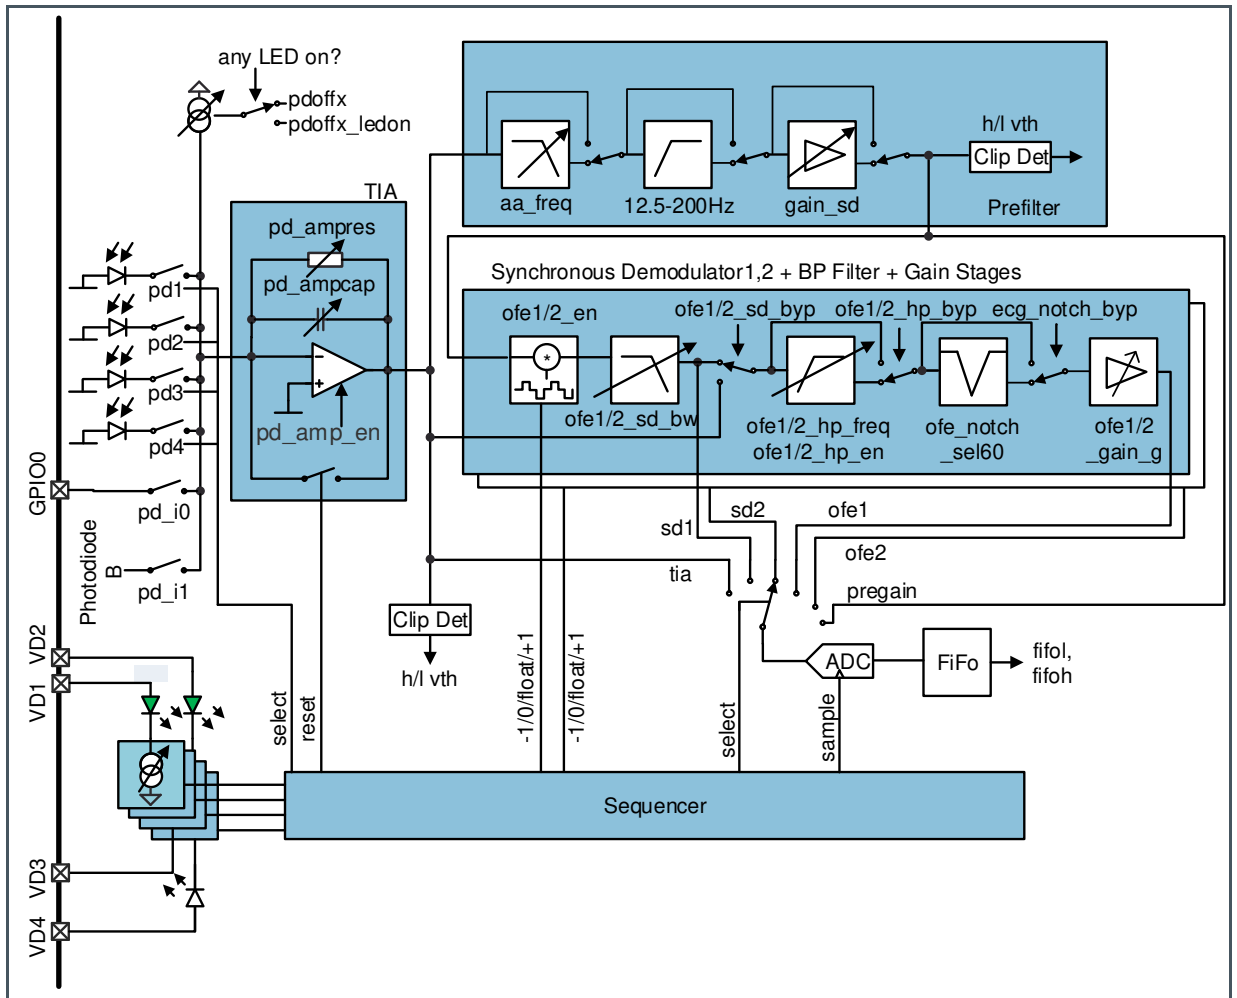 any LED on?
pdoffx
pdoffx_ledon
TIA
pd_ampres
pd_ampcap
pd_amp_en
h/l vth
Clip Det
aa_freq
12.5-200Hz
gain_sd
Prefilter
Synchronous Demodulator1,2 + BP Filter + Gain Stages
ofe1/2_en
ofe1/2_sd_byp
ofe1/2_hp_byp
ecg_notch_byp
*
ofe1/2_sd_bw
ofe1/2_hp_freq
ofe1/2_hp_en
ofe_notch
_sel60
ofe1/2
_gain_g
pd1
pd2
pd3
pd4
GPIO0
pd_i0
Photodiode
B
pd_i1
sd1
sd2
ofe1
ofe2
tia
pregain
Clip Det
h/l vth
ADC
FiFo
fifol,
fifoh
VD2
VD1
select
reset
-1/0/float/+1
-1/0/float/+1
select
sample
Sequencer
VD3
VD4